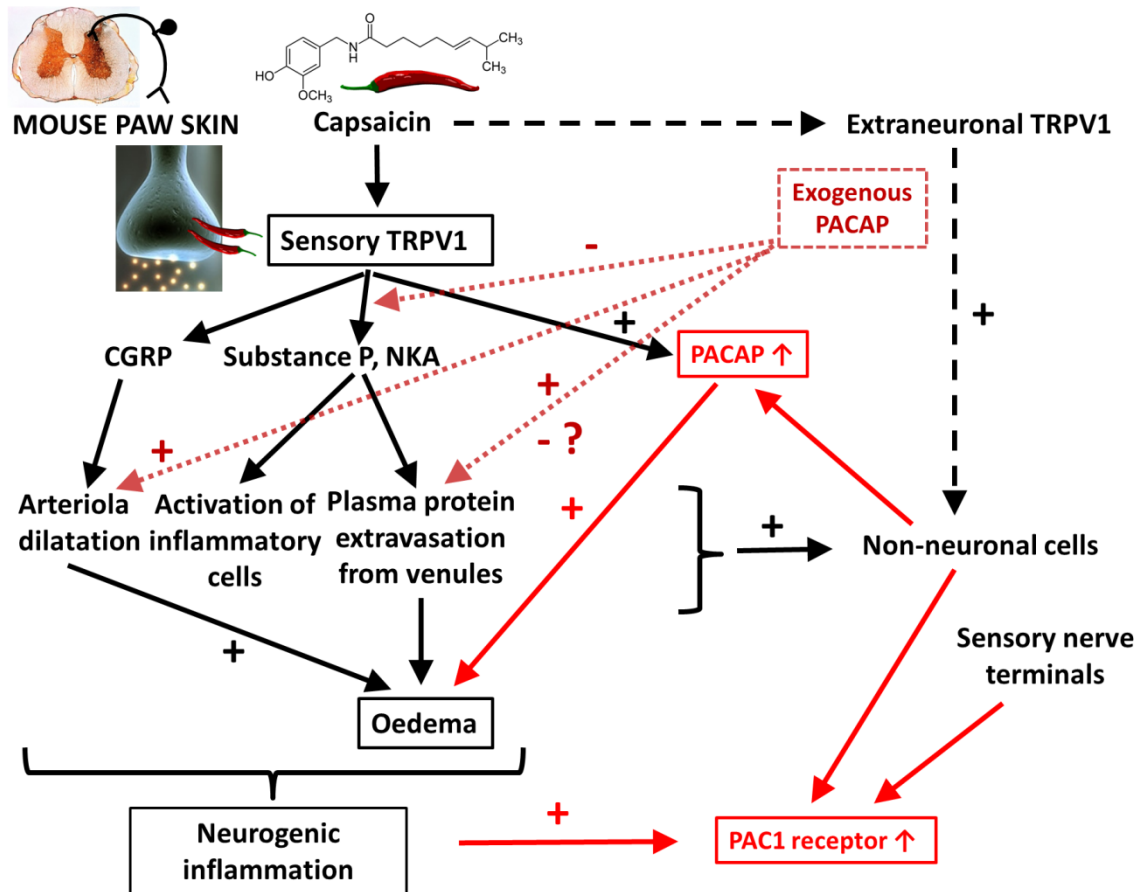 O
N
H
CH₃
CH₃
HO
OCH₃
MOUSE PAW SKIN
Capsaicin
Extraneuronal TRPV1
Exogenous
PACAP
Sensory TRPV1
-
+
+
CGRP
Substance P, NKA
PACAP ↑
+
- ?
+
+
+
Arteriola
dilatation
Activation of
inflammatory
cells
Plasma protein
extravasation
from venules
Non-neuronal cells
+
Sensory nerve
terminals
Oedema
Neurogenic
inflammation
+
PAC1 receptor ↑